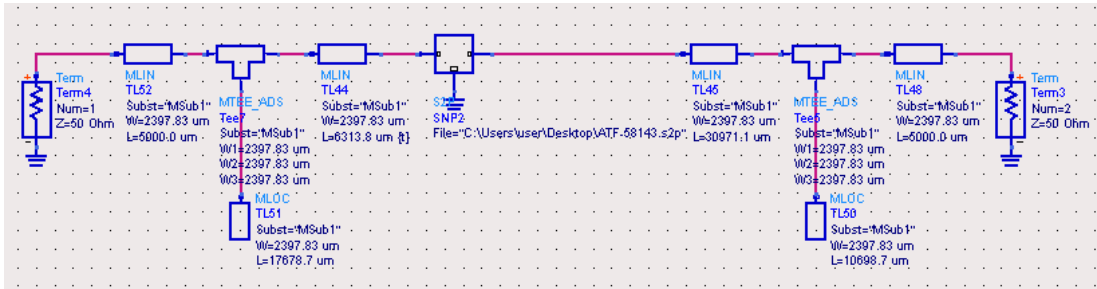 Term
Term4
Num=1
Z=50 Ohm
MLIN
TL52
Subst="MSub1"
W=2397.83 um
L=5000.0 um
MTEE_ADS
Tee7
Subst="MSub1"
W1=2397.83 um
W2=2397.83 um
W3=2397.83 um
MLOC
TL51
Subst="MSub1"
W=2397.83 um
L=17678.7 um
MLIN
TL44
Subst="MSub1"
W=2397.83 um
L=6313.8 um {t}
SNP2
File="C:\Users\user\Desktop\ATF-58143.s2p"
MLIN
TL45
Subst="MSub1"
W=2397.83 um
L=30971.1 um
MTEE_ADS
Subst="MSub1"
W1=2397.83 um
W2=2397.83 um
W3=2397.83 um
MLOC
TL50
Subst="MSub1"
W=2397.83 um
L=10698.7 um
MLIN
TL48
Subst="MSub1"
W=2397.83 um
L=5000.0 um
Term
Term3
Num=2
Z=50 Ohm